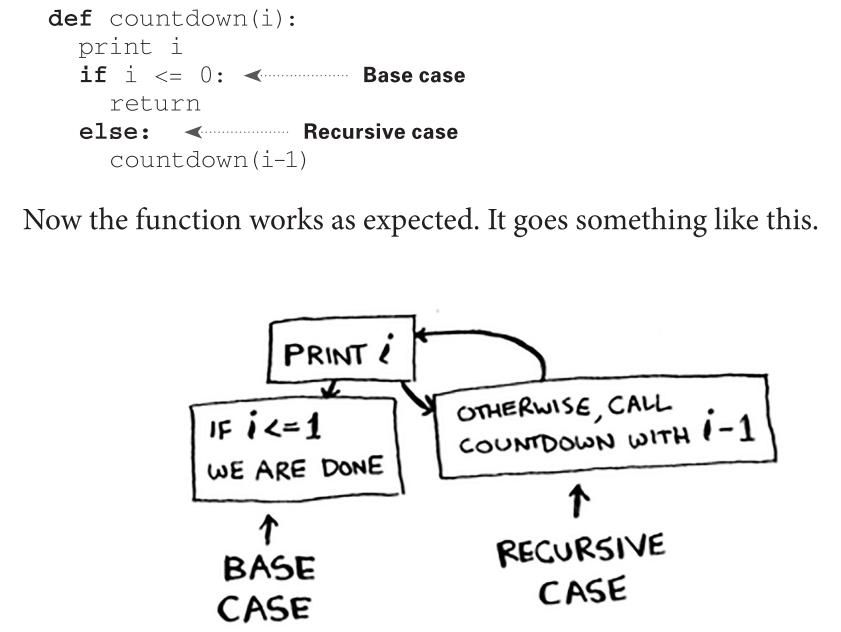 def countdown(i):
print i
if i <= 0: Base case
return
else: Recursive case
countdown(i-1)
Now the function works as expected. It goes something like this.
PRINT i
IF i <= 1
WE ARE DONE
OTHERWISE, CALL
COUNTDOWN WITH i-1
BASE
CASE
RECURSIVE
CASE